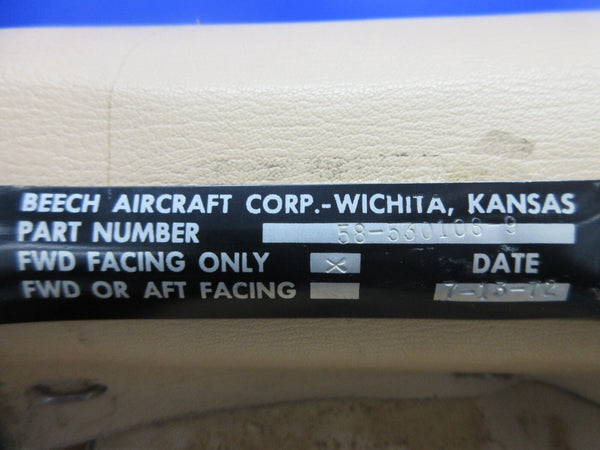 BEECH AIRCRAFT CORP.-WICHITA, KANSAS
PART NUMBER 58-530108-9
FWD FACING ONLY X DATE
FWD OR AFT FACING 7-13-72